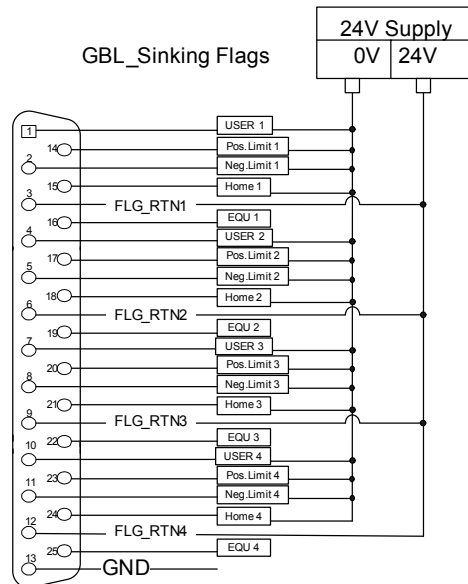 24V Supply
GBL_Sinking Flags
0V 24V
1 USER 1
14 Pos.Limit 1
2 Neg.Limit 1
15 Home 1
3 FLG_RTN1
16 EQU 1
4 USER 2
17 Pos.Limit 2
5 Neg.Limit 2
18 Home 2
6 FLG_RTN2
19 EQU 2
7 USER 3
20 Pos.Limit 3
8 Neg.Limit 3
21 Home 3
9 FLG_RTN3
22 EQU 3
10 USER 4
23 Pos.Limit 4
11 Neg.Limit 4
24 Home 4
12 FLG_RTN4
25 EQU 4
13 GND